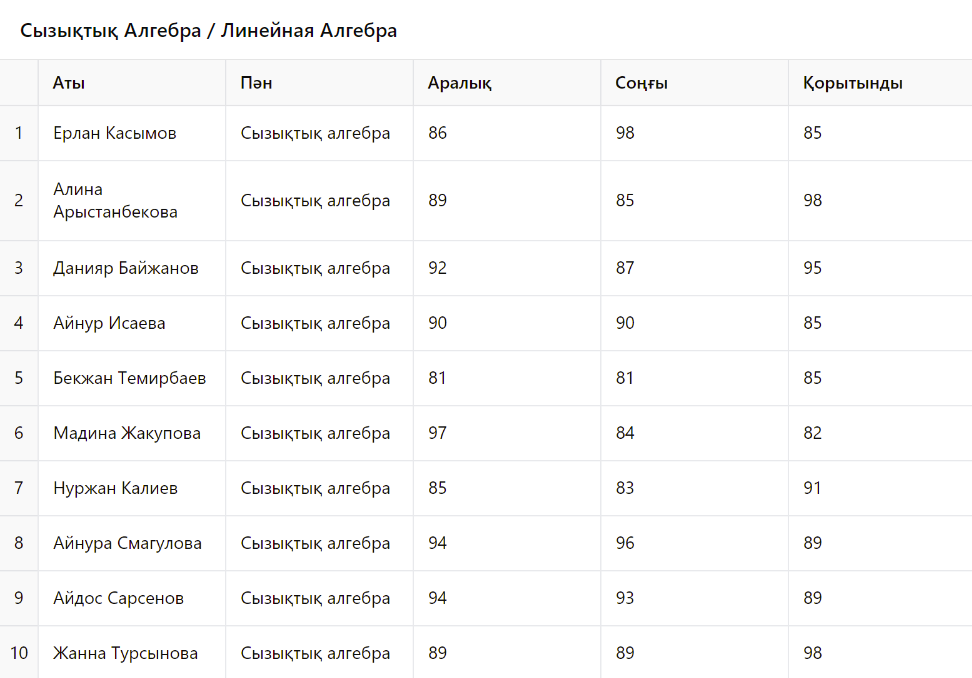 Сызықтық Алгебра / Линейная Алгебра
Аты Пән Аралық Соңғы Қорытынды
1 Ерлан Касымов Сызықтық алгебра 86 98 85
2 Алина Арыстанбекова Сызықтық алгебра 89 85 98
3 Данияр Байжанов Сызықтық алгебра 92 87 95
4 Айнур Исаева Сызықтық алгебра 90 90 85
5 Бекжан Темирбаев Сызықтық алгебра 81 81 85
6 Мадина Жакупова Сызықтық алгебра 97 84 82
7 Нуржан Калиев Сызықтық алгебра 85 83 91
8 Айнура Смагулова Сызықтық алгебра 94 96 89
9 Айдос Сарсенов Сызықтық алгебра 94 93 89
10 Жанна Турсынова Сызықтық алгебра 89 89 98